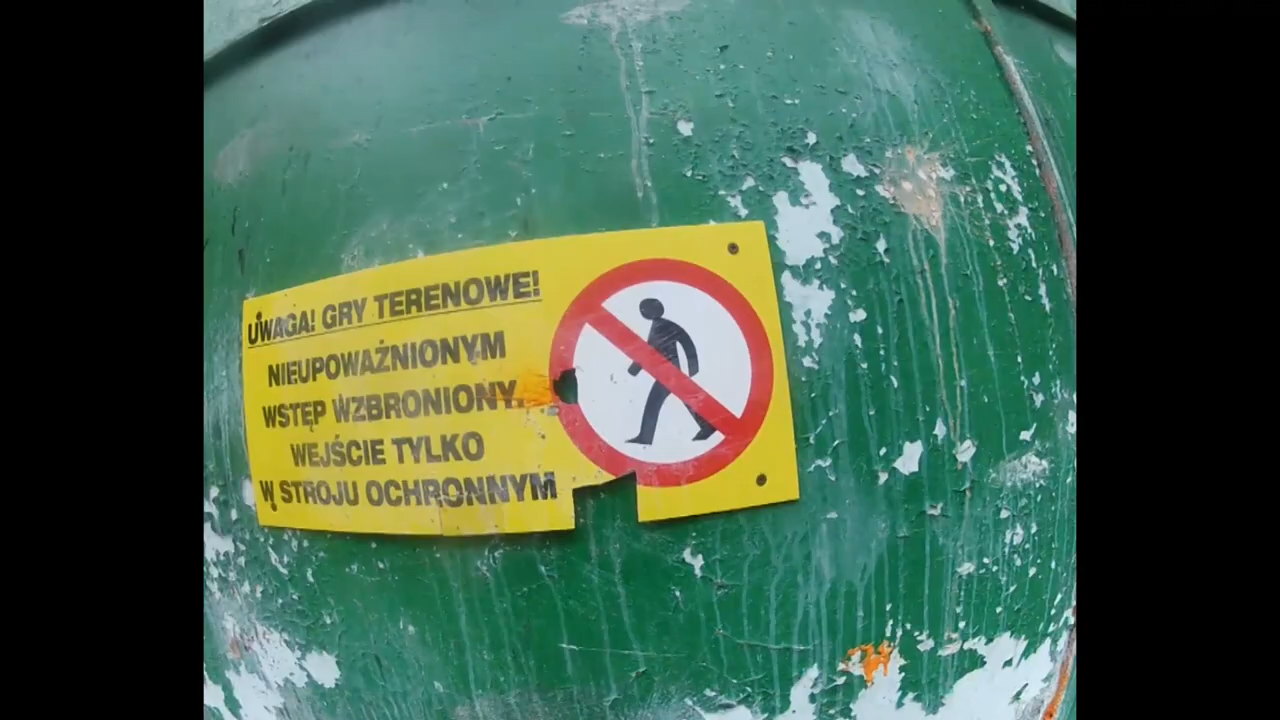 UWAGA! GRY TERENOWE!
NIEUPOWAŻNIONYM
WSTĘP WZBRONIONY.
WEJŚCIE TYLKO
W STROJU OCHRONNYM